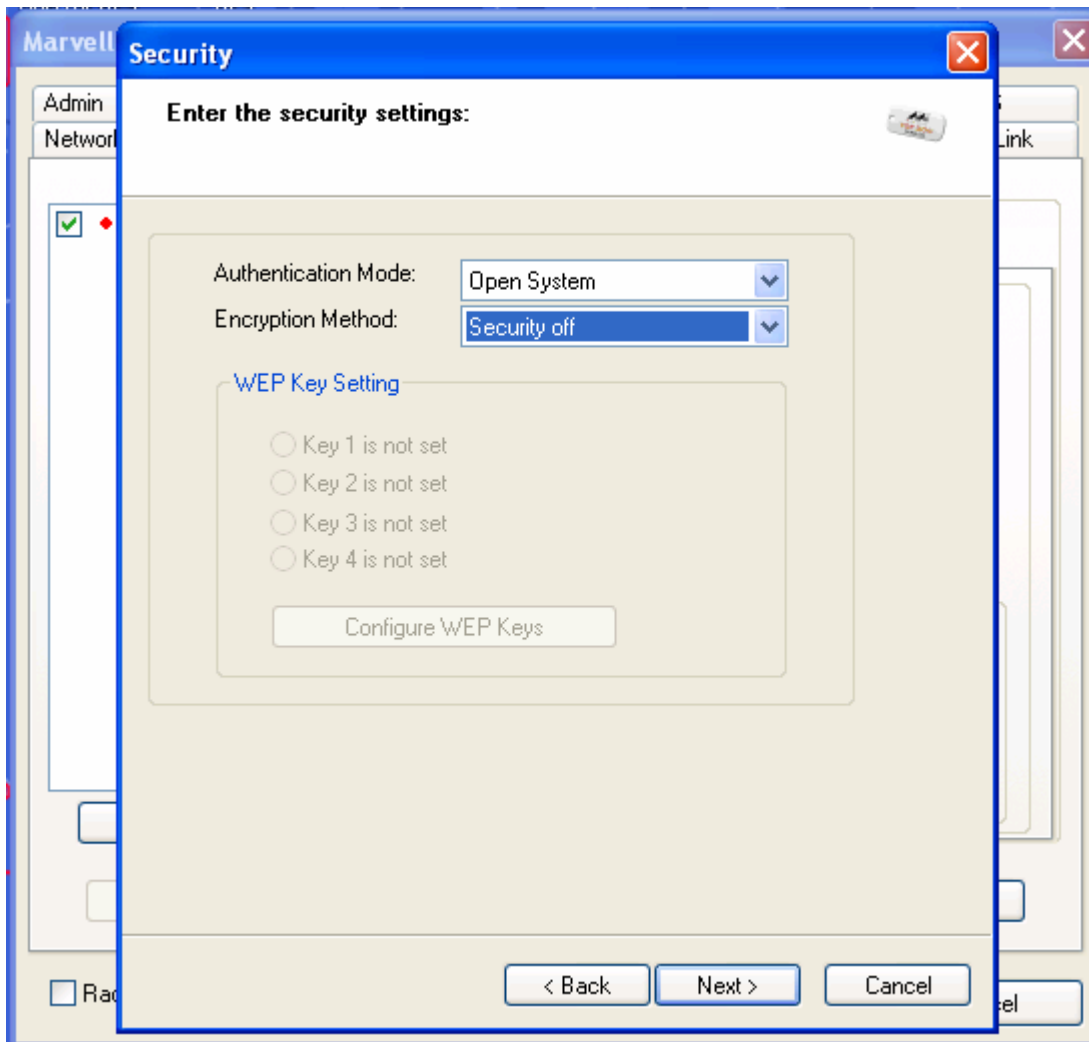 Marvell
Security
Admin
Network
Link
Enter the security settings:
Authentication Mode:
Open System
Encryption Method:
Security off
WEP Key Setting
Key 1 is not set
Key 2 is not set
Key 3 is not set
Key 4 is not set
Configure WEP Keys
< Back
Next >
Cancel